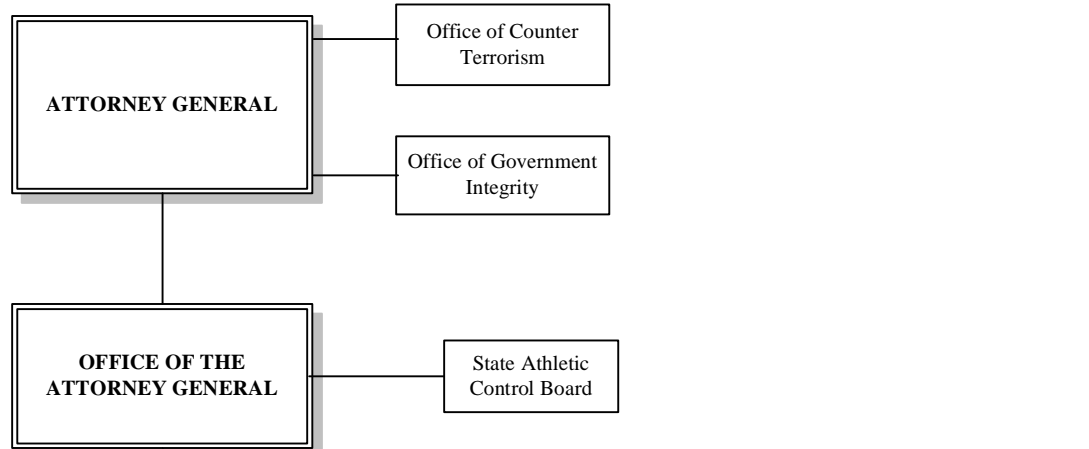 Office of Counter
Terrorism
ATTORNEY GENERAL
Office of Government
Integrity
OFFICE OF THE
ATTORNEY GENERAL
State Athletic
Control Board